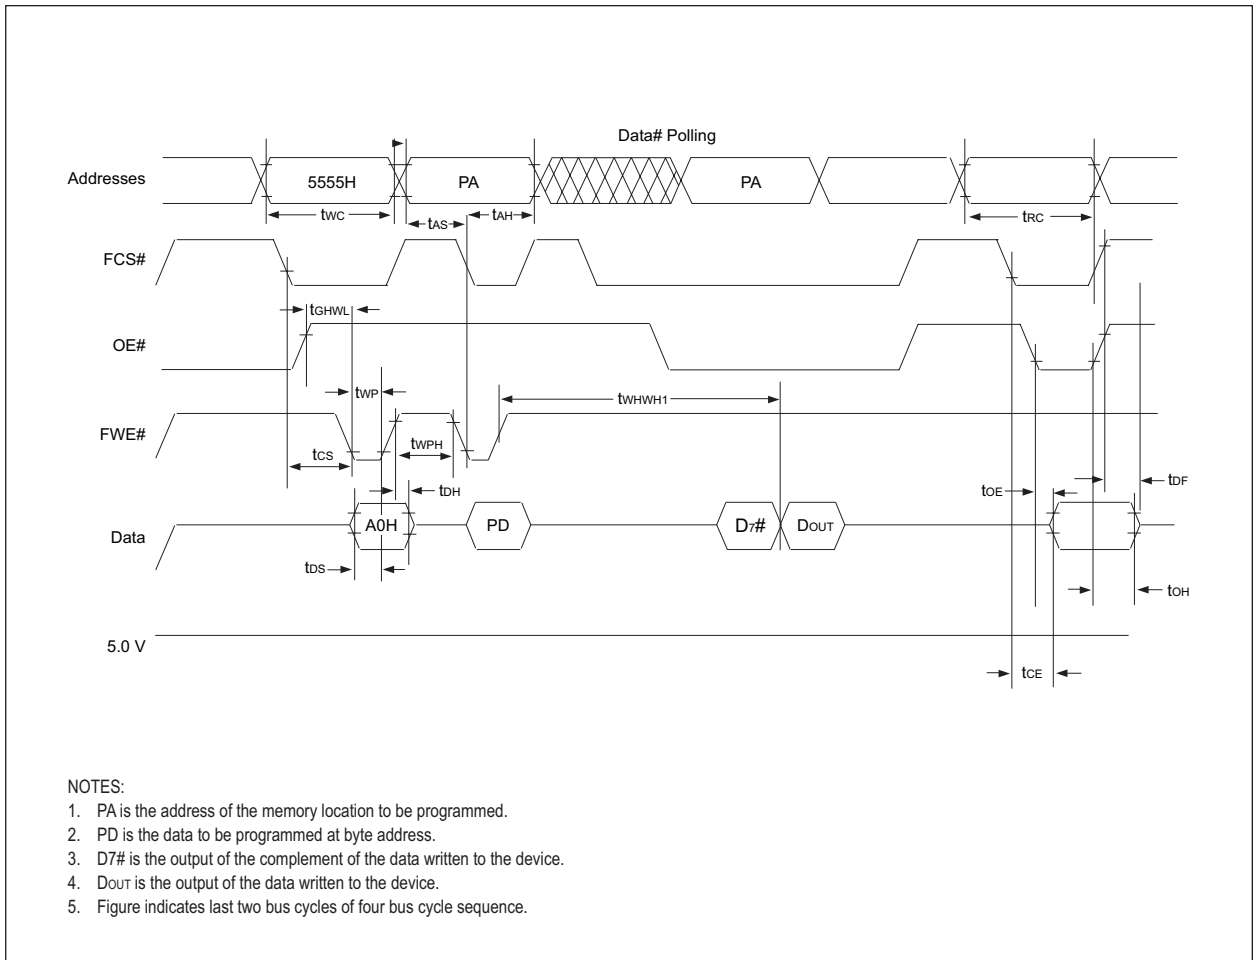 Data# Polling
Addresses 5555H PA PA
tWC tAS tAH tRC
FCS#
tGHWL
OE#
tWP tWHWH1
FWE#
tCS tWPH
tDH tOE tDF
Data A0H PD D7# DOUT
tDS
tOH
5.0 V
tCE
NOTES:
1. PA is the address of the memory location to be programmed.
2. PD is the data to be programmed at byte address.
3. D7# is the output of the complement of the data written to the device.
4. DOUT is the output of the data written to the device.
5. Figure indicates last two bus cycles of four bus cycle sequence.